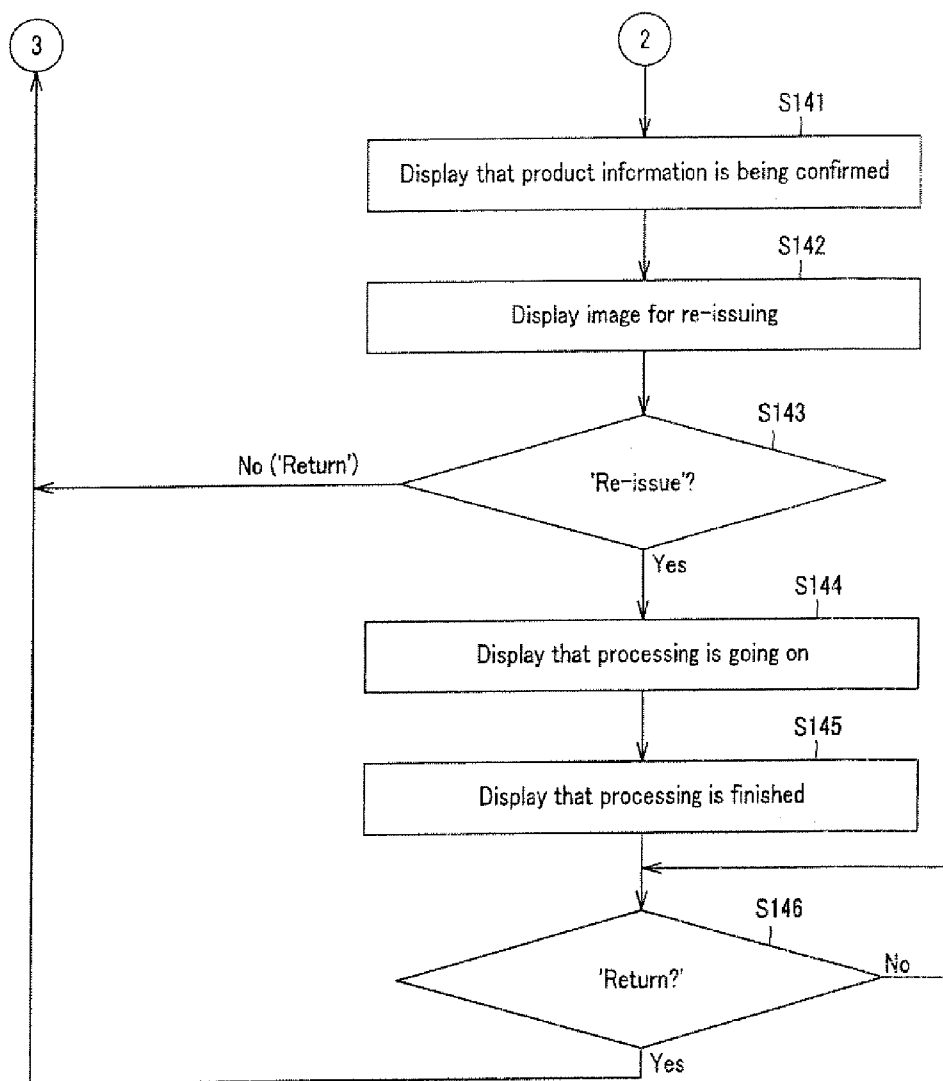 3
2
S141
Display that product information is being confirmed
S142
Display image for re-issuing
S143
No ('Return')
'Re-issue'?
Yes
S144
Display that processing is going on
S145
Display that processing is finished
S146
'Return?'
No
Yes